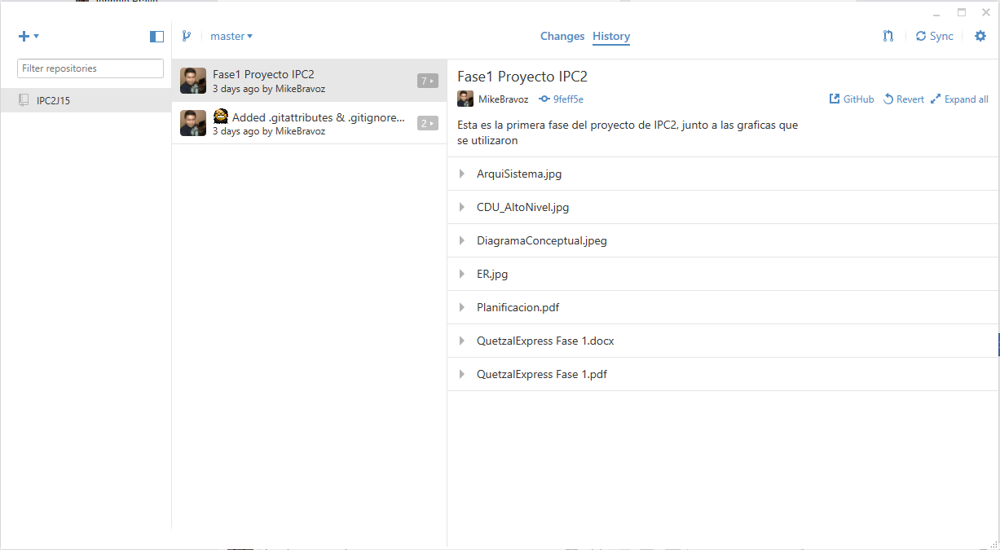 master
Changes
History
Sync
Filter repositories
IPC2J15
Fase1 Proyecto IPC2
3 days ago by MikeBravoz
7
Added .gitattributes & .gitignore...
3 days ago by MikeBravoz
2
Fase1 Proyecto IPC2
MikeBravoz
9feff5e
GitHub
Revert
Expand all
Esta es la primera fase del proyecto de IPC2, junto a las graficas que
se utilizaron
ArquiSistema.jpg
CDU_AltoNivel.jpg
DiagramaConceptual.jpeg
ER.jpg
Planificacion.pdf
QuetzalExpress Fase 1.docx
QuetzalExpress Fase 1.pdf